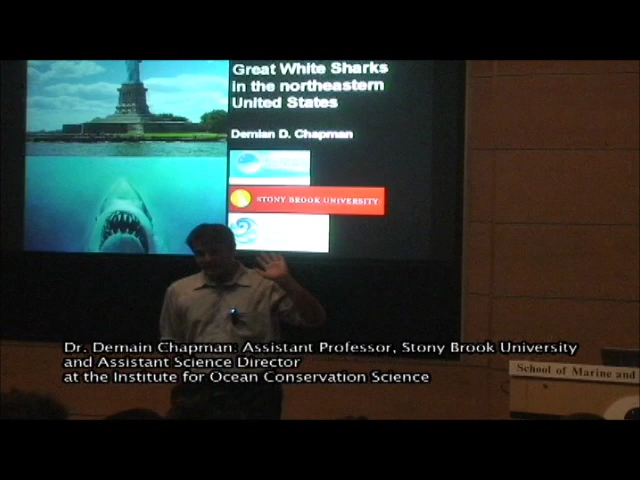 Great White Sharks
in the northeastern
United States
Demian D. Chapman
STONY BROOK UNIVERSITY
Dr. Demain Chapman: Assistant Professor, Stony Brook University
and Assistant Science Director
at the Institute for Ocean Conservation Science
School of Marine and